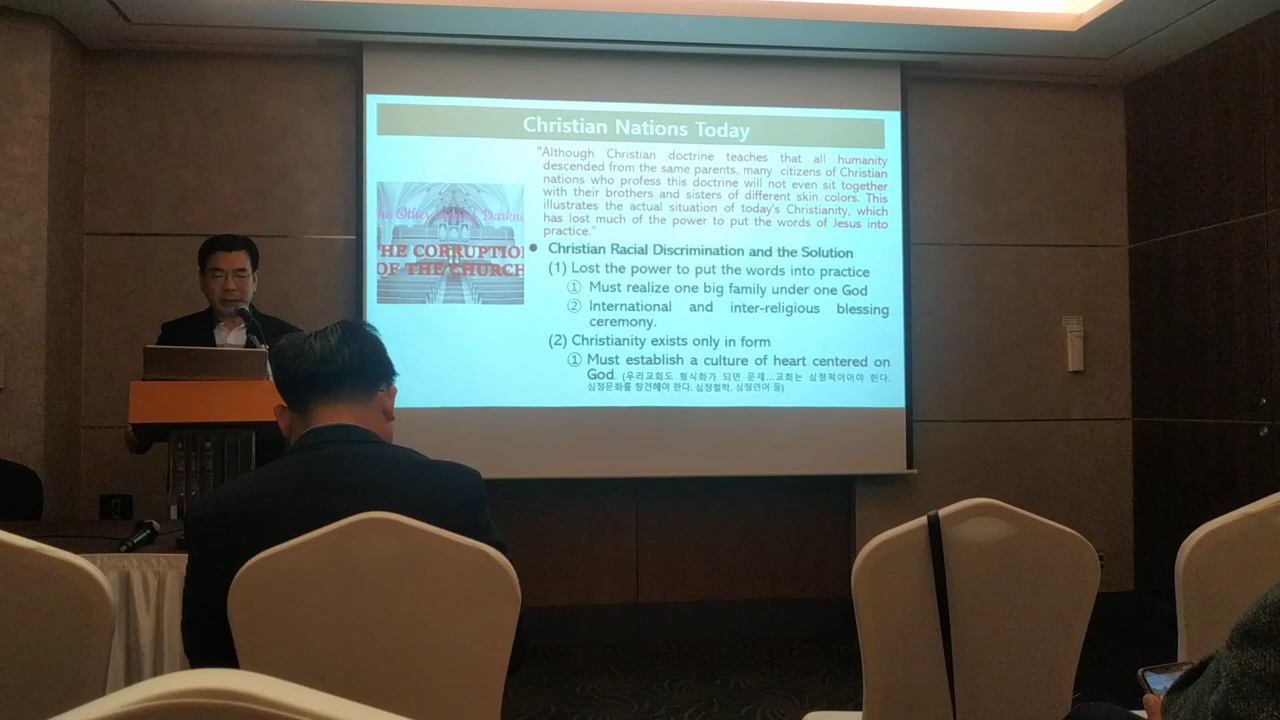 Christian Nations Today
"Although Christian doctrine teaches that all humanity
descended from the same parents, many citizens of Christian
nations who profess this doctrine will not even sit together
with their brothers and sisters of different skin colors. This
illustrates the actual situation of today's Christianity, which
has lost much of the power to put the words of Jesus into
practice."
he Other Darkne
HE CORRUPTIO
OF THE CHURCH
● Christian Racial Discrimination and the Solution
(1) Lost the power to put the words into practice
① Must realize one big family under one God
② International and inter-religious blessing
ceremony.
(2) Christianity exists only in form
① Must establish a culture of heart centered on
God. (우리교회도 형식화가 되면 문제...교회는 심정적이어야 한다.
심정문화를 창건해야 한다. 심정철학, 심정언어 등)